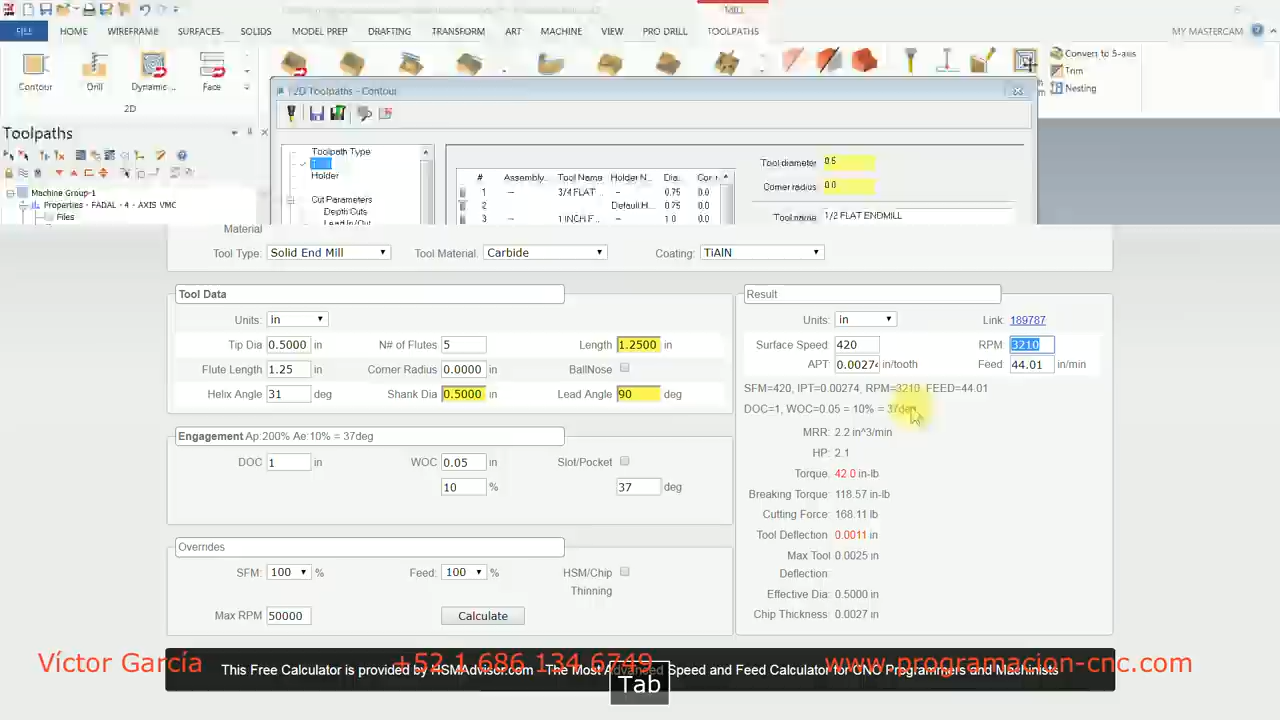 MILL
FILE HOME WIREFRAME SURFACES SOLIDS MODEL PREP DRAFTING TRANSFORM ART MACHINE VIEW PRO DRILL TOOLPATHS MY MASTERCAM
Contour Drill Dynamic... Face
2D
Convert to 5-axis
Trim
Nesting
2D Toolpaths - Contour
Toolpaths
Machine Group-1
Properties - FADAL - 4 - AXIS VMC
Files
Toolpath Type
Holder
Cut Parameters
Depth Cuts
Lead In/Out
# Assembly... Tool Name Holder N... Dia... Cor r
1 -- 3/4 FLAT ... -- 0.75 0.0
2 -- Default H... 0.75 0.0
3 -- 1 INCH F... -- 1.0 0.0
Tool diameter 0.5
Corner radius 0.0
Tool name 1/2 FLAT ENDMILL
Material
Tool Type: Solid End Mill Tool Material: Carbide Coating: TiAlN
Tool Data
Units: in
Tip Dia 0.5000 in N# of Flutes 5 Length 1.2500 in
Flute Length 1.25 in Corner Radius 0.0000 in BallNose
Helix Angle 31 deg Shank Dia 0.5000 in Lead Angle 90 deg
Engagement Ap:200% Ae:10% = 37deg
DOC 1 in WOC 0.05 in Slot/Pocket
10 % 37 deg
Overrides
SFM: 100 % Feed: 100 % HSM/Chip Thinning
Max RPM 50000 Calculate
Result
Units: in Link: 189787
Surface Speed 420 RPM 3210
APT: 0.00274 in/tooth Feed 44.01 in/min
SFM=420, IPT=0.00274, RPM=3210 FEED=44.01
DOC=1, WOC=0.05 = 10% = 37deg
MRR: 2.2 in^3/min
HP: 2.1
Torque: 42.0 in-lb
Breaking Torque: 118.57 in-lb
Cutting Force: 168.11 lb
Tool Deflection: 0.0011 in
Max Tool Deflection: 0.0025 in
Effective Dia: 0.5000 in
Chip Thickness: 0.0027 in
Víctor García +52 1 686 134 6749 www.programacion-cnc.com
This Free Calculator is provided by HSMAdvisor.com - The Most Advanced Speed and Feed Calculator for CNC Programmers and Machinists
Tab